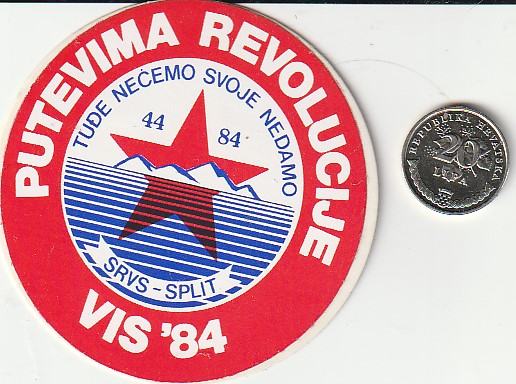 PUTEVIMA REVOLUCIJE
TUĐE NEĆEMO SVOJE NEDAMO
44 84
SRVS - SPLIT
VIS '84
REPUBLIKA HRVATSKA
20
LIPA